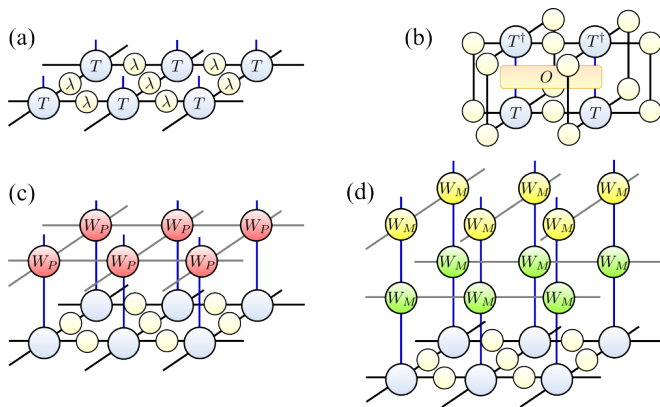 (a)
T λ T λ T
λ λ λ
T λ T λ T
(b)
T† T†
O
T T
(c)
W_P W_P W_P
W_P W_P W_P
(d)
W_M W_M W_M
W_M W_M W_M
W_M W_M W_M
W_M W_M W_M